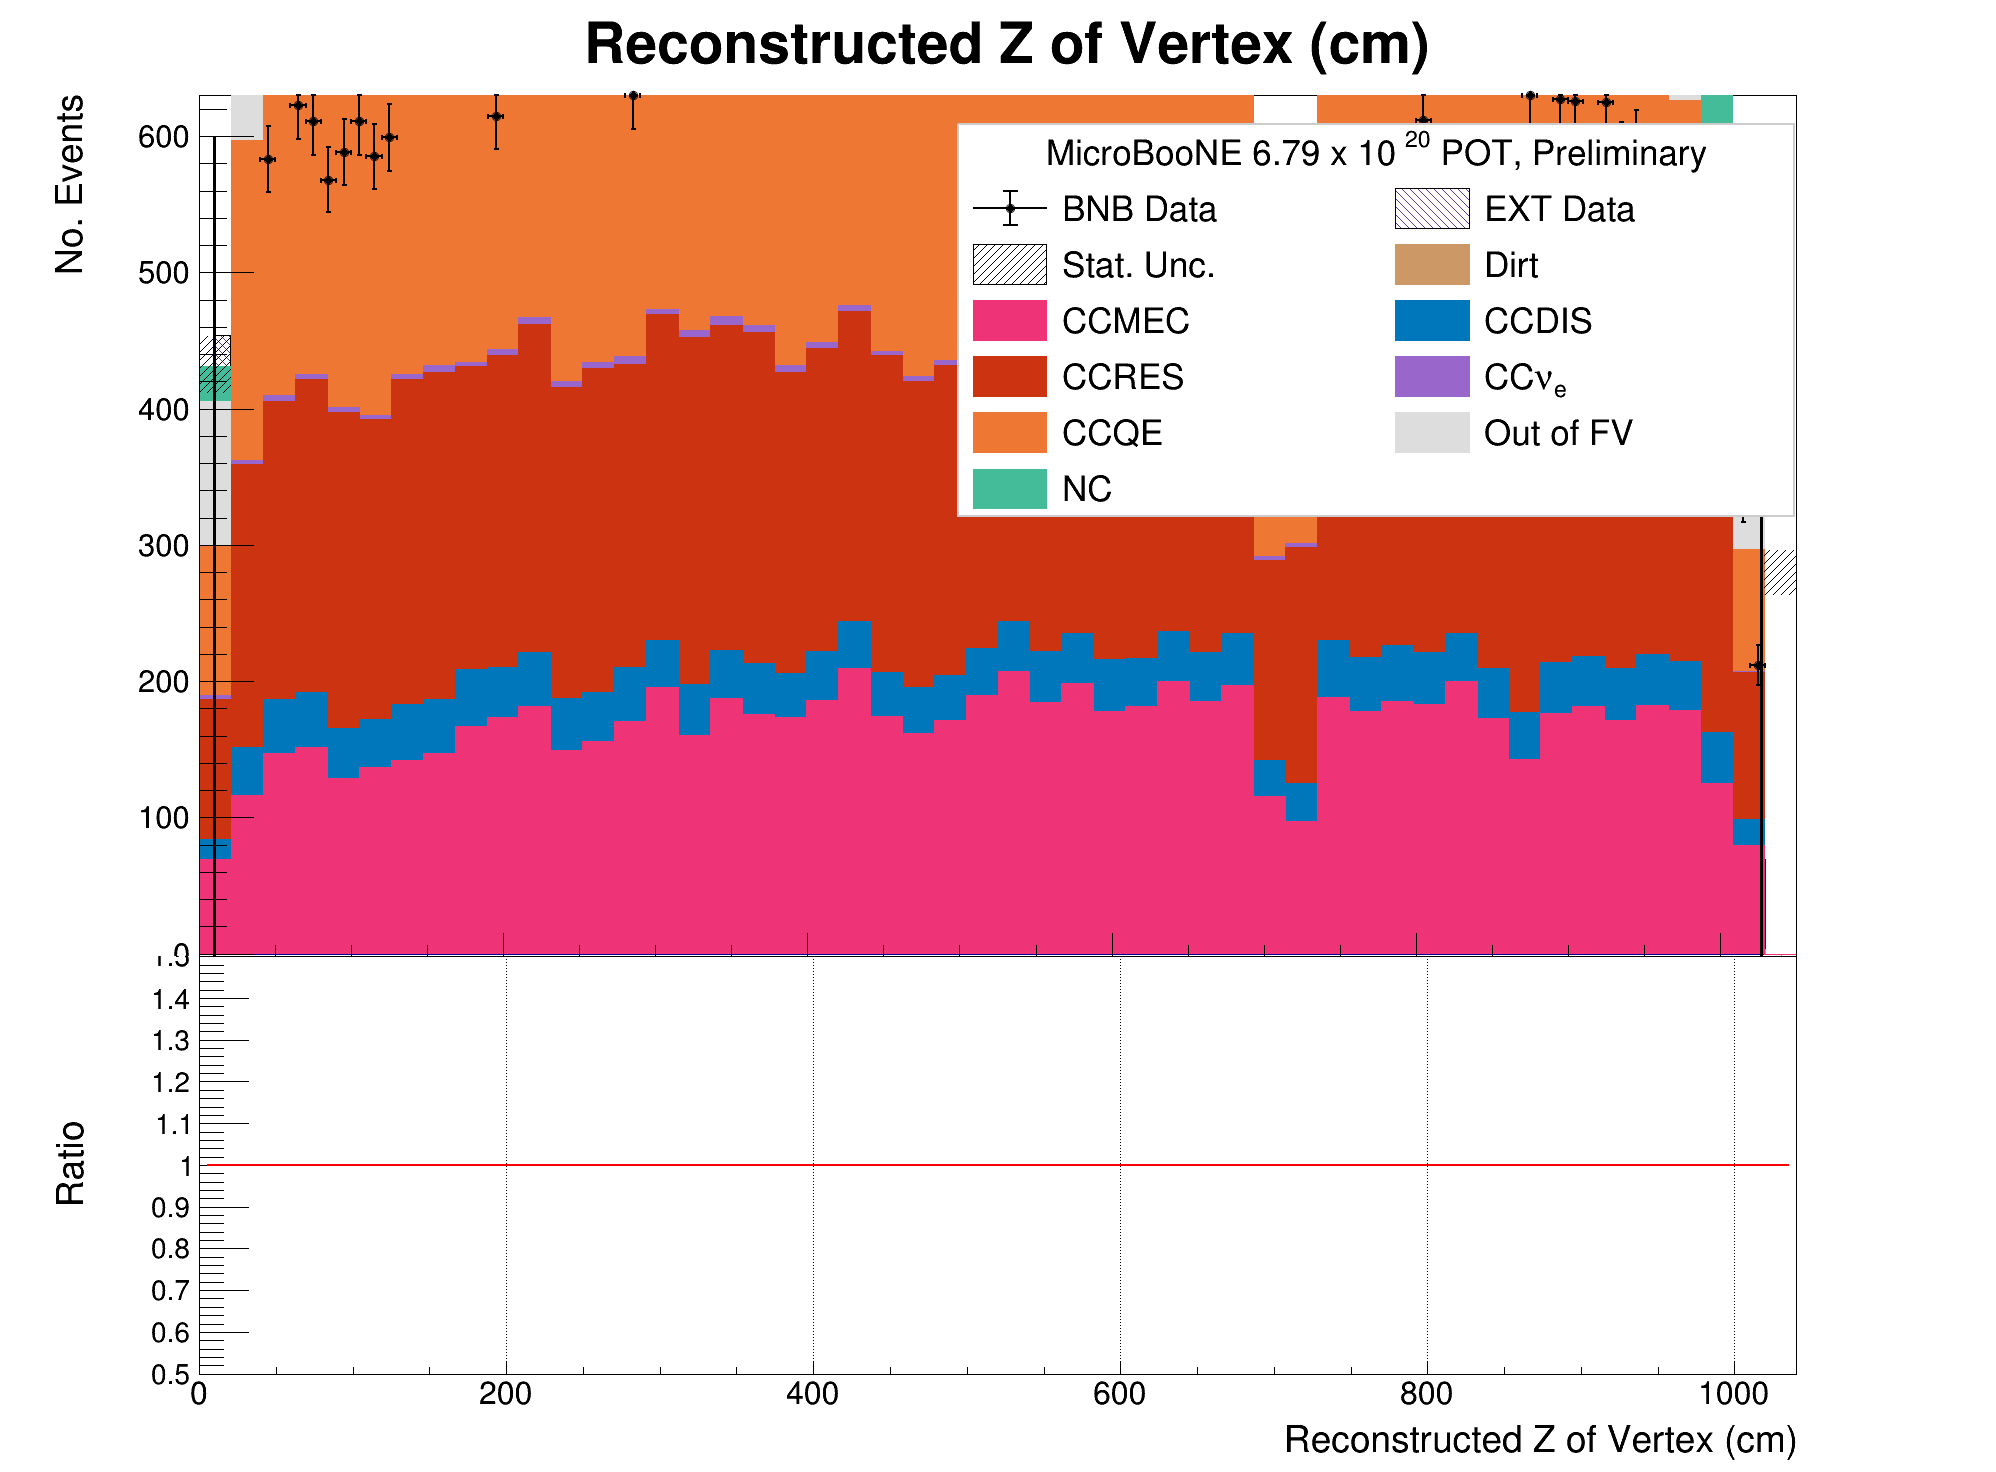 Reconstructed Z of Vertex (cm)
No. Events
600
500
400
300
200
100
0
MicroBooNE 6.79 x 10 20 POT, Preliminary
BNB Data
EXT Data
Stat. Unc.
Dirt
CCMEC
CCDIS
CCRES
CCνe
CCQE
Out of FV
NC
Ratio
1.5
1.4
1.3
1.2
1.1
1
0.9
0.8
0.7
0.6
0.5
0 200 400 600 800 1000
Reconstructed Z of Vertex (cm)